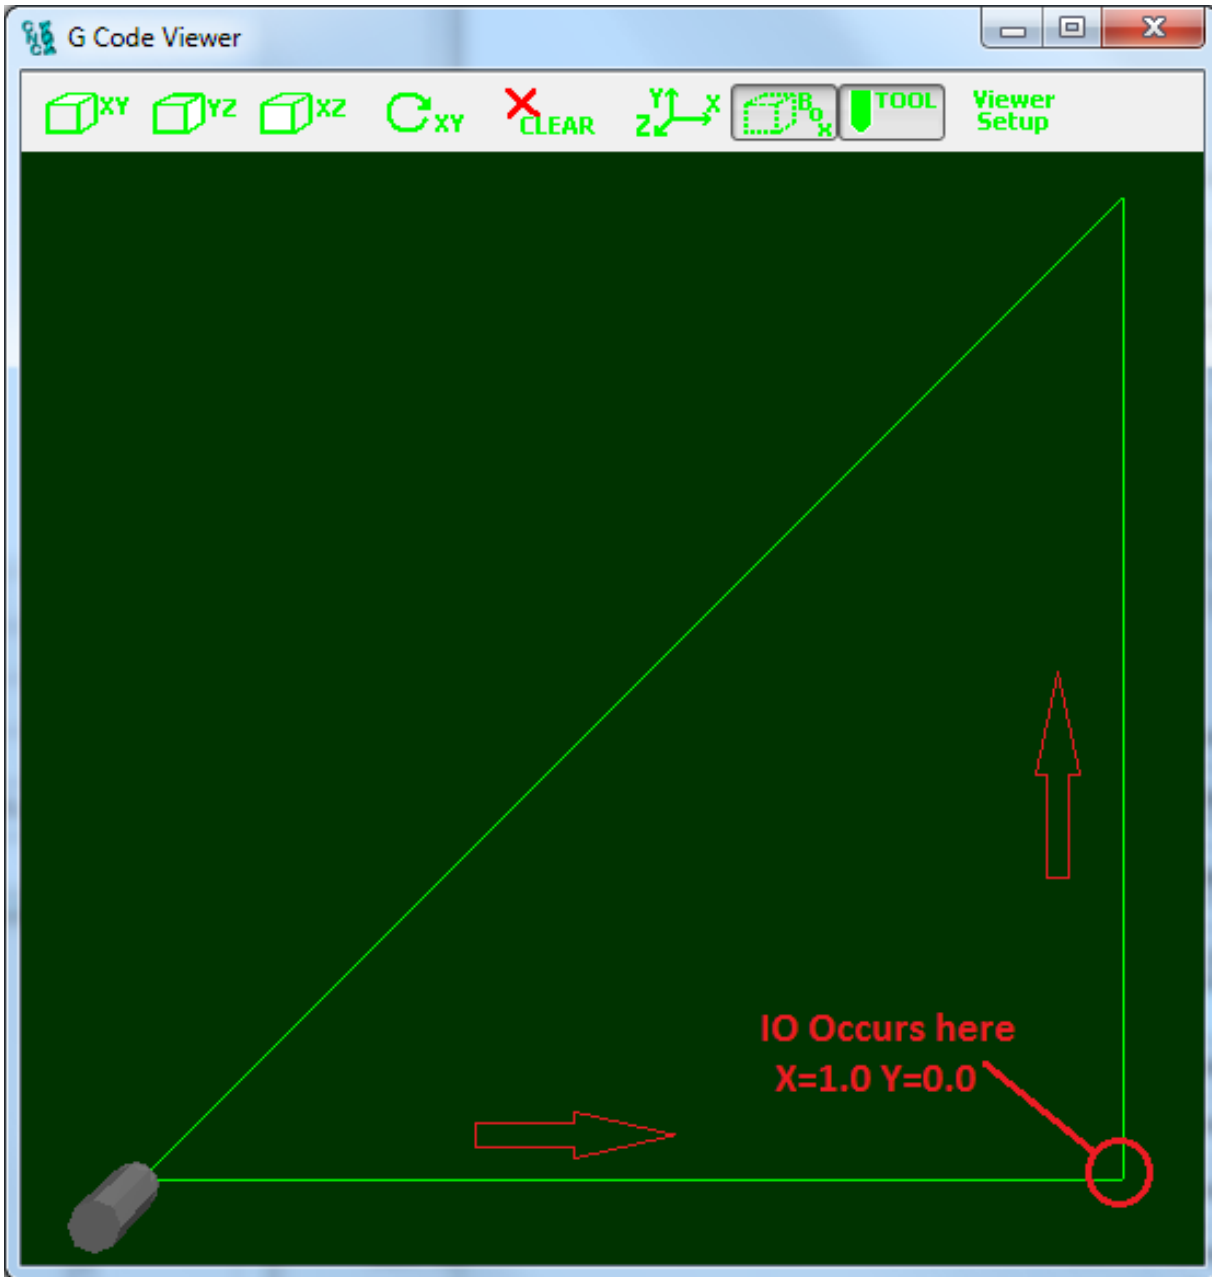 G Code Viewer
XY YZ XZ XY CLEAR Y X Z Box TOOL Viewer Setup
IO Occurs here
X=1.0 Y=0.0